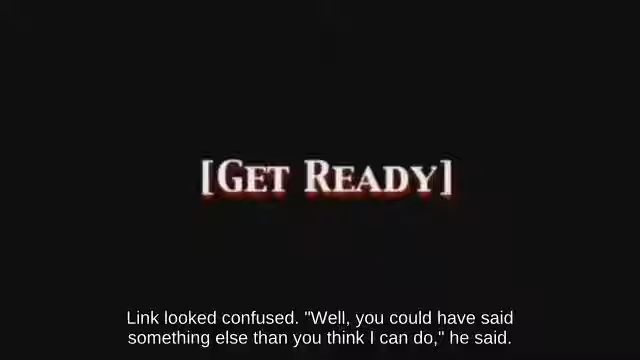 [GET READY]
Link looked confused. "Well, you could have said
something else than you think I can do," he said.